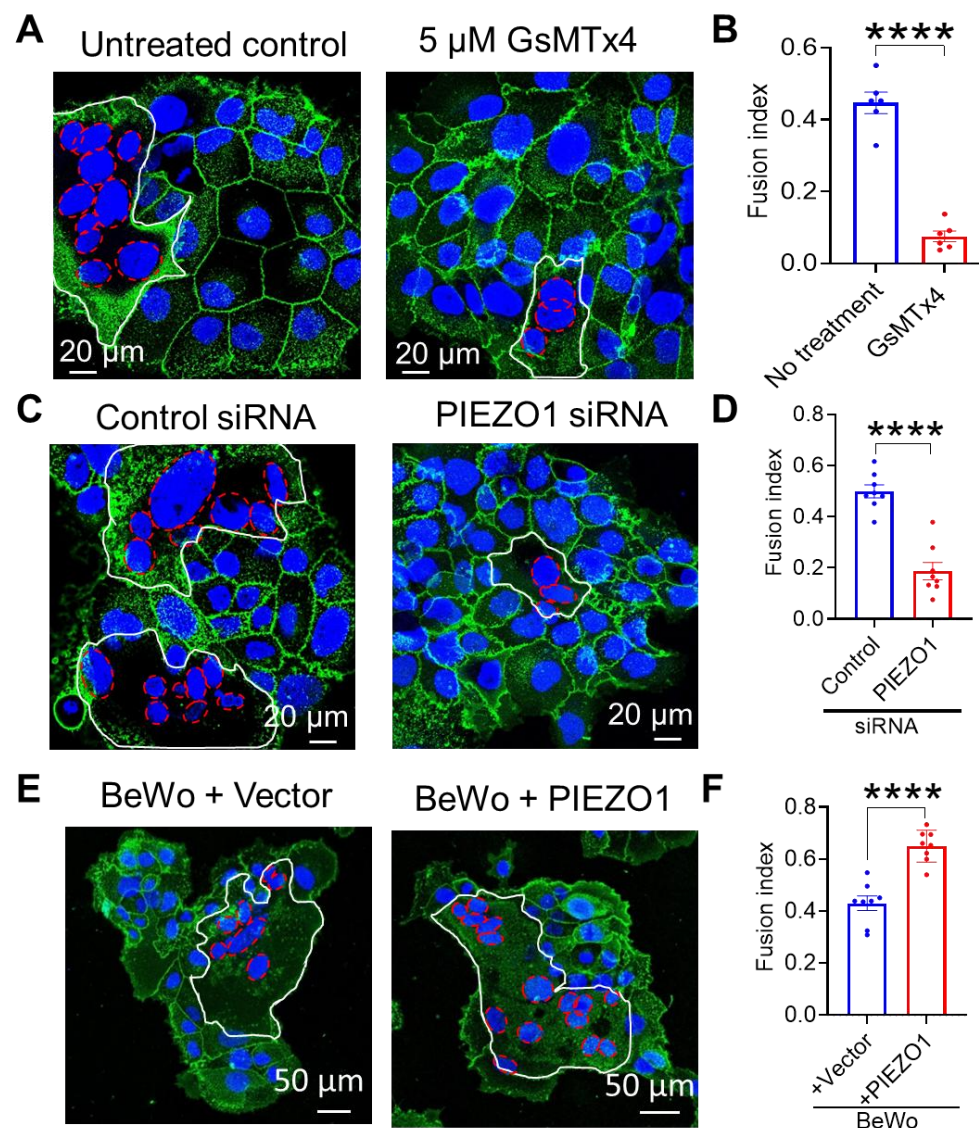 A
Untreated control
5 µM GsMTx4
20 µm
20 µm
B
****
Fusion index
0.6
0.4
0.2
0.0
No treatment
GsMTx4
C
Control siRNA
PIEZO1 siRNA
20 µm
20 µm
D
****
Fusion index
0.8
0.6
0.4
0.2
0.0
Control
PIEZO1
siRNA
E
BeWo + Vector
BeWo + PIEZO1
50 µm
50 µm
F
****
Fusion index
0.8
0.6
0.4
0.2
0.0
+Vector
+PIEZO1
BeWo